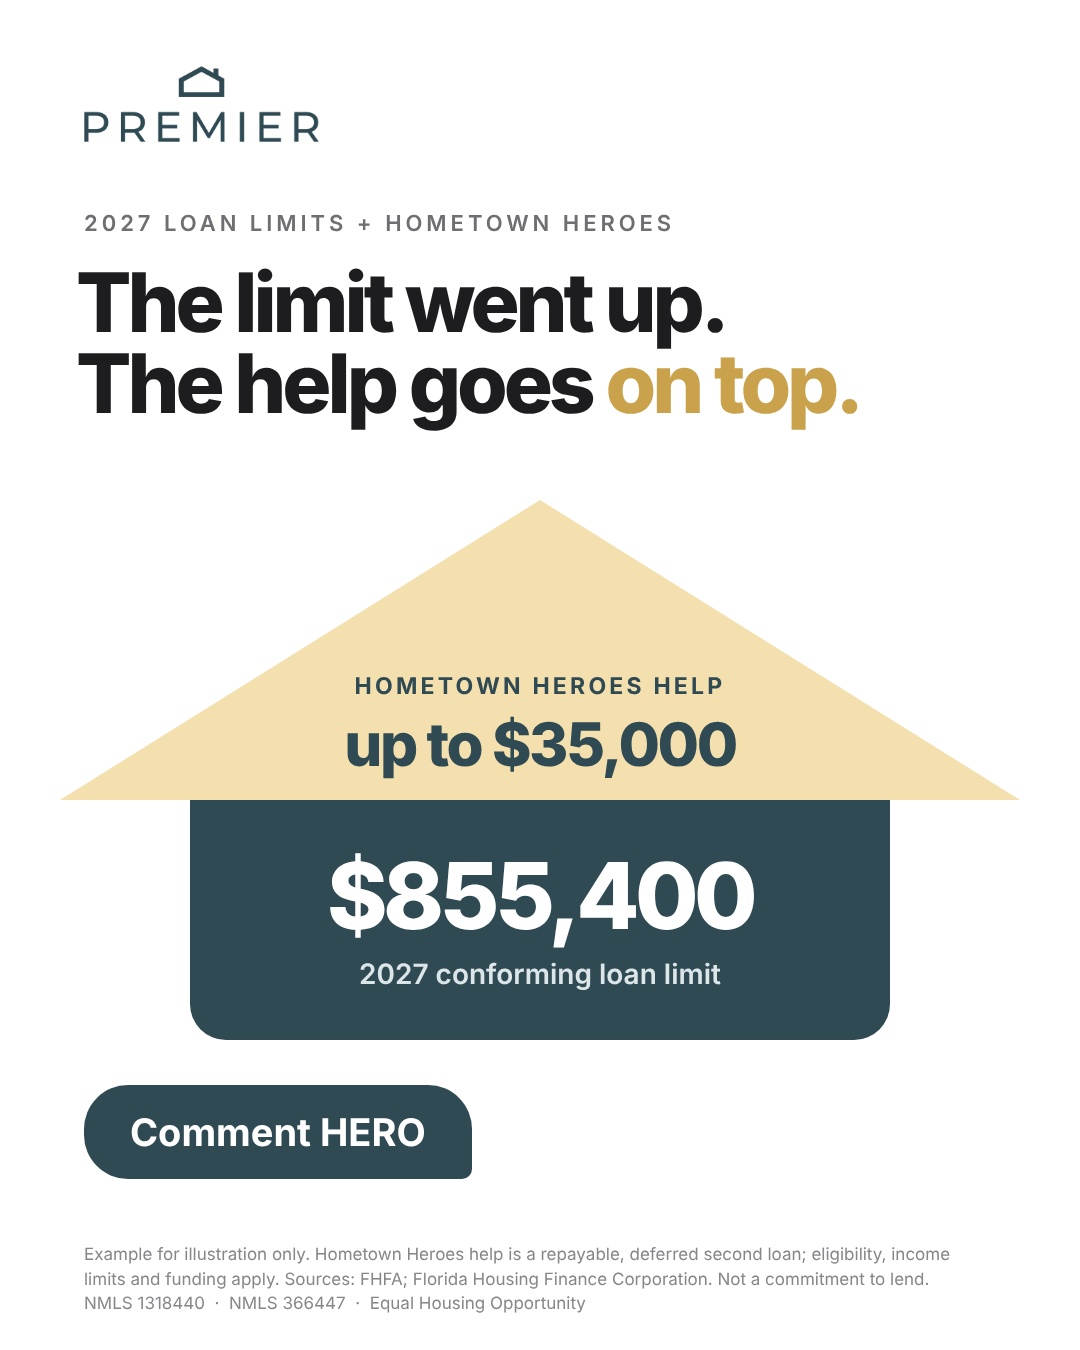 PREMIER
2027 LOAN LIMITS + HOMETOWN HEROES
The limit went up.
The help goes on top.
HOMETOWN HEROES HELP
up to $35,000
$855,400
2027 conforming loan limit
Comment HERO
Example for illustration only. Hometown Heroes help is a repayable, deferred second loan; eligibility, income
limits and funding apply. Sources: FHFA; Florida Housing Finance Corporation. Not a commitment to lend.
NMLS 1318440 · NMLS 366447 · Equal Housing Opportunity